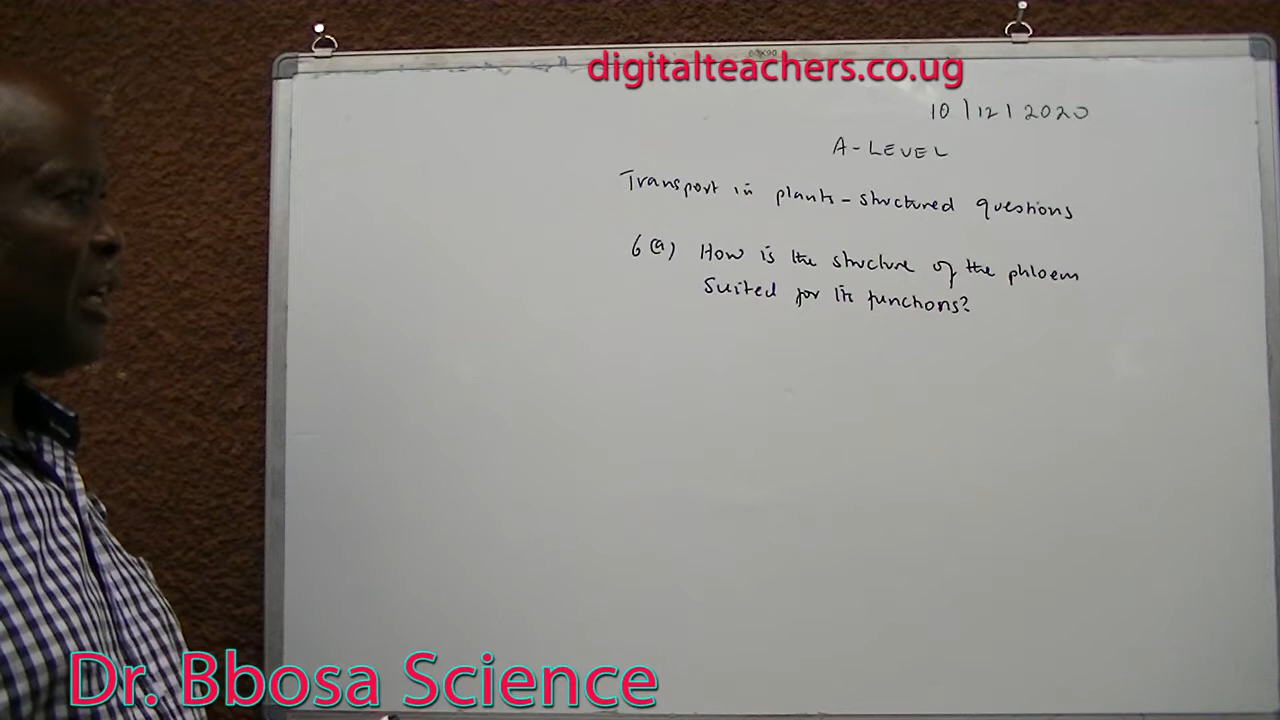 digitalteachers.co.ug
10/12/2020
A-LEVEL
Transport in plants - structured questions
6(a) How is the structure of the phloem
suited for its functions?
Dr. Bbosa Science